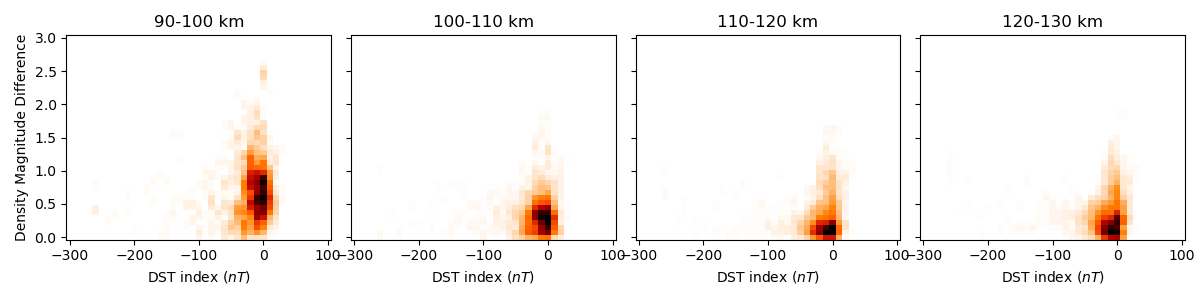 90-100 km
100-110 km
110-120 km
120-130 km
Density Magnitude Difference
3.0
2.5
2.0
1.5
1.0
0.5
0.0
−300 −200 −100 0 100
−300 −200 −100 0 100
−300 −200 −100 0 100
−300 −200 −100 0 100
DST index (nT)
DST index (nT)
DST index (nT)
DST index (nT)